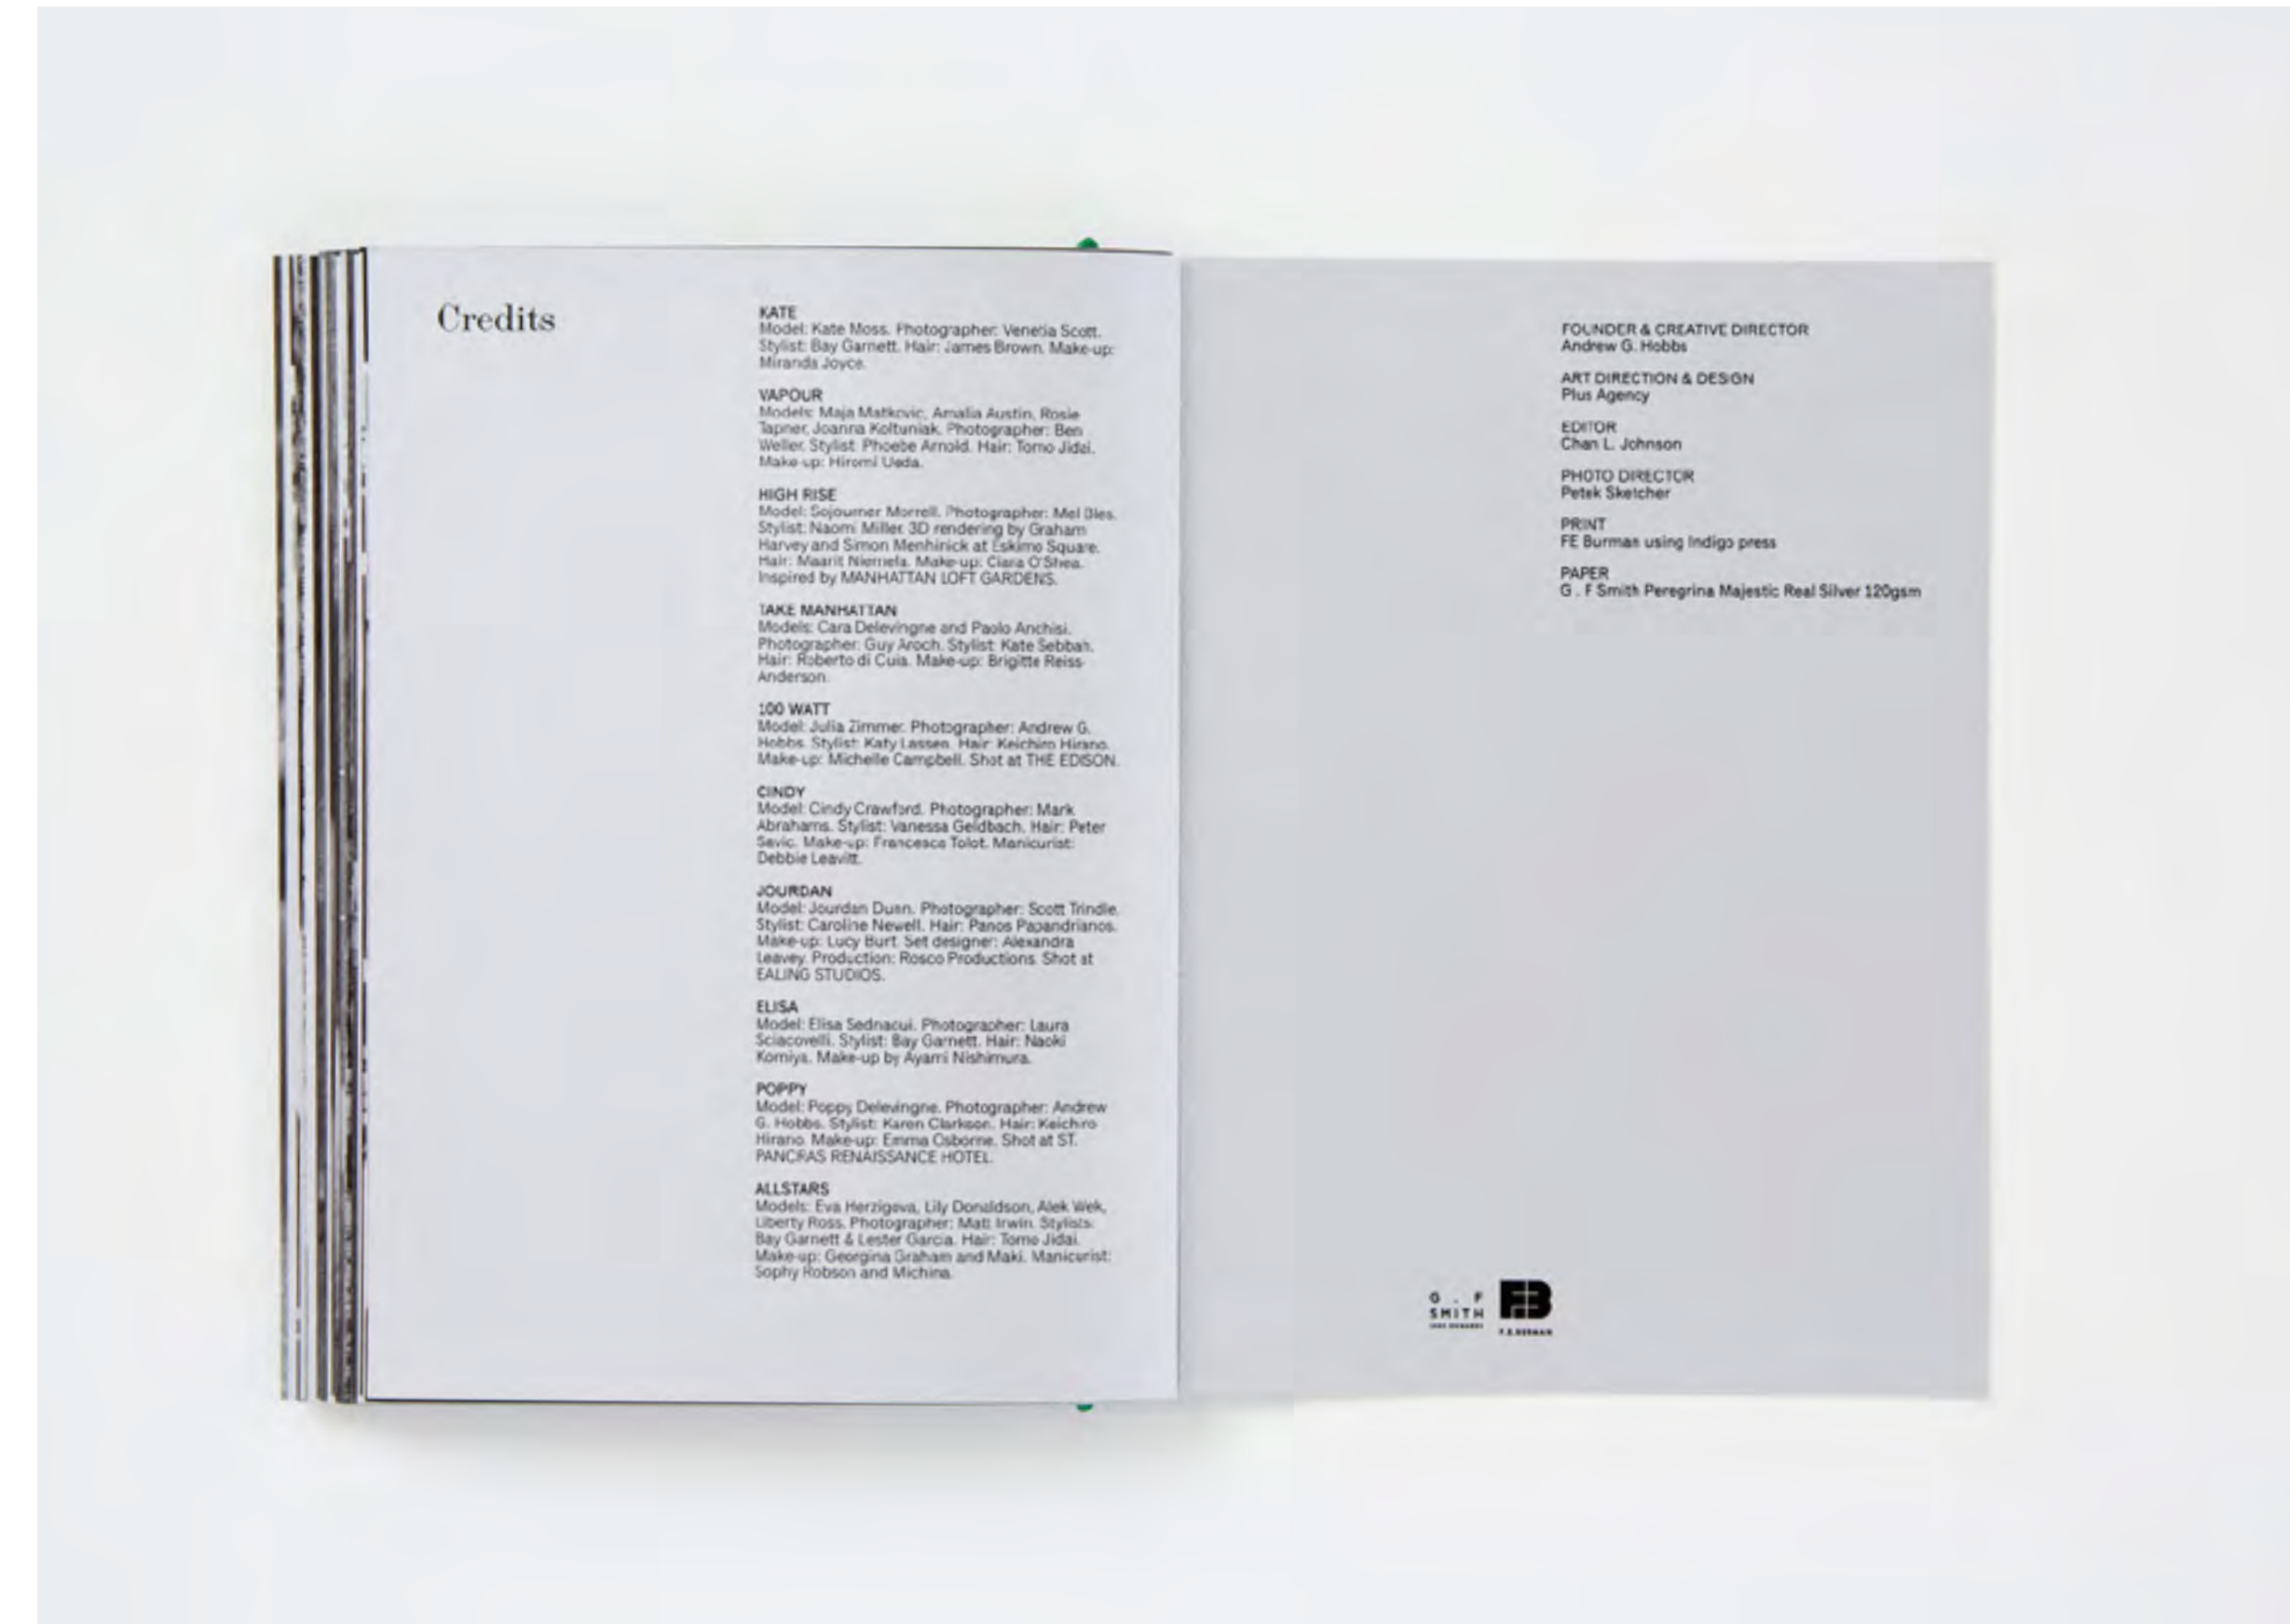 Credits
KATE
Model: Kate Moss. Photographer: Venetia Scott.
Stylist: Bay Garnett. Hair: James Brown. Make-up:
Miranda Joyce.
VAPOUR
Models: Maja Matkovic, Amalia Austin, Rosie
Tapner, Joanna Koltuniak. Photographer: Ben
Weller. Stylist: Phoebe Arnold. Hair: Tomo Jidai.
Make-up: Hiromi Ueda.
HIGH RISE
Model: Sojourner Morrell. Photographer: Mel Bles.
Stylist: Naomi Miller. 3D rendering by Graham
Harvey and Simon Menhinick at Eskimo Square.
Hair: Maarit Niemela. Make-up: Ciara O'Shea.
Inspired by MANHATTAN LOFT GARDENS.
TAKE MANHATTAN
Models: Cara Delevingne and Paolo Anchisi.
Photographer: Guy Aroch. Stylist: Kate Sebbah.
Hair: Roberto di Cuia. Make-up: Brigitte Reiss-
Anderson.
100 WATT
Model: Julia Zimmer. Photographer: Andrew G.
Hobbs. Stylist: Katy Lassen. Hair: Keichiro Hirano.
Make-up: Michelle Campbell. Shot at THE EDISON.
CINDY
Model: Cindy Crawford. Photographer: Mark
Abrahams. Stylist: Vanessa Geldbach. Hair: Peter
Savic. Make-up: Francesca Tolot. Manicurist:
Debbie Leavitt.
JOURDAN
Model: Jourdan Dunn. Photographer: Scott Trindle.
Stylist: Caroline Newell. Hair: Panos Papandrianos.
Make-up: Lucy Burt. Set designer: Alexandra
Leavey. Production: Rosco Productions. Shot at
EALING STUDIOS.
ELISA
Model: Elisa Sednaoui. Photographer: Laura
Sciacovelli. Stylist: Bay Garnett. Hair: Naoki
Komiya. Make-up by Ayami Nishimura.
POPPY
Model: Poppy Delevingne. Photographer: Andrew
G. Hobbs. Stylist: Karen Clarkson. Hair: Keichiro
Hirano. Make-up: Emma Osborne. Shot at ST.
PANCRAS RENAISSANCE HOTEL.
ALLSTARS
Models: Eva Herzigova, Lily Donaldson, Alek Wek,
Liberty Ross. Photographer: Matt Irwin. Stylists:
Bay Garnett & Lester Garcia. Hair: Tomo Jidai.
Make-up: Georgina Graham and Maki. Manicurist:
Sophy Robson and Michina.
FOUNDER & CREATIVE DIRECTOR
Andrew G. Hobbs
ART DIRECTION & DESIGN
Plus Agency
EDITOR
Chan L. Johnson
PHOTO DIRECTOR
Petek Sketcher
PRINT
FE Burman using Indigo press
PAPER
G . F Smith Peregrina Majestic Real Silver 120gsm
G . F
SMITH
FB
F.E.BURMAN